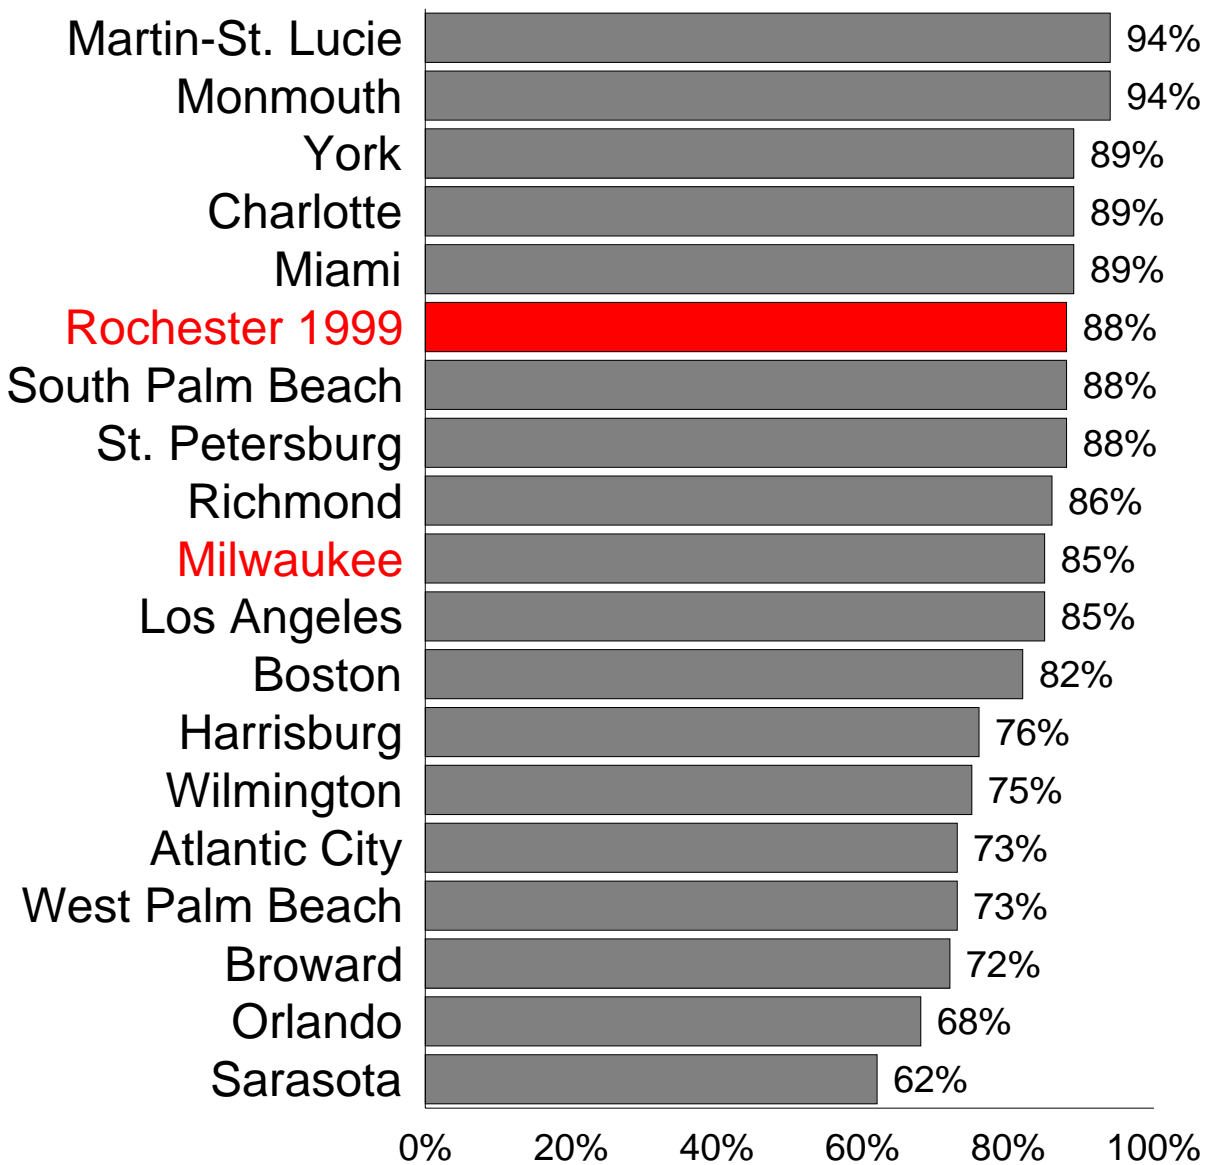 Martin-St. Lucie 94%
Monmouth 94%
York 89%
Charlotte 89%
Miami 89%
Rochester 1999 88%
South Palm Beach 88%
St. Petersburg 88%
Richmond 86%
Milwaukee 85%
Los Angeles 85%
Boston 82%
Harrisburg 76%
Wilmington 75%
Atlantic City 73%
West Palm Beach 73%
Broward 72%
Orlando 68%
Sarasota 62%
0% 20% 40% 60% 80% 100%